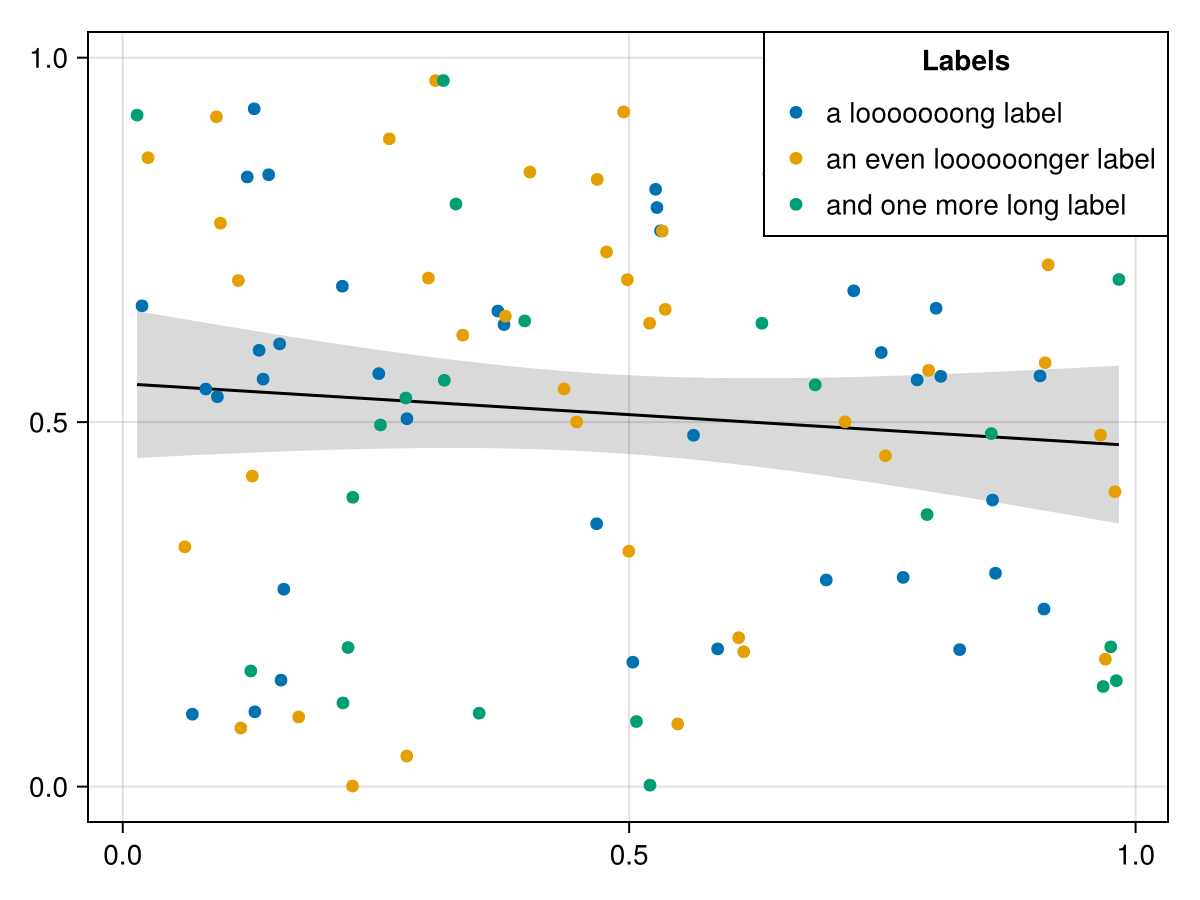 1.0
Labels
a looooooong label
an even loooooonger label
and one more long label
0.5
0.0
0.0 0.5 1.0